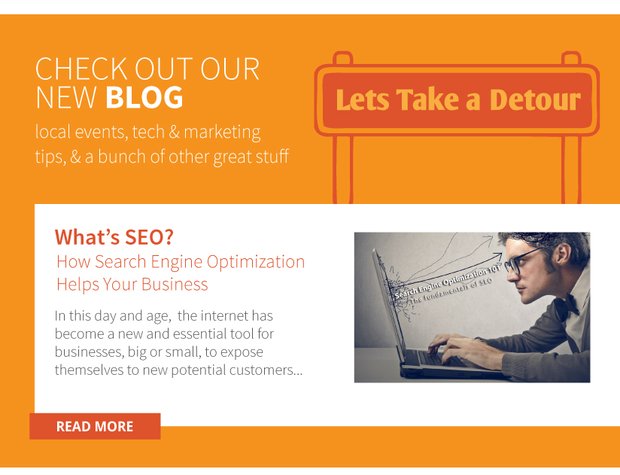 CHECK OUT OUR
NEW BLOG
local events, tech & marketing
tips, & a bunch of other great stuff
Lets Take a Detour
What's SEO?
How Search Engine Optimization
Helps Your Business
In this day and age, the internet has
become a new and essential tool for
businesses, big or small, to expose
themselves to new potential customers...
Search Engine Optimization 101
The Fundamentals of SEO
READ MORE